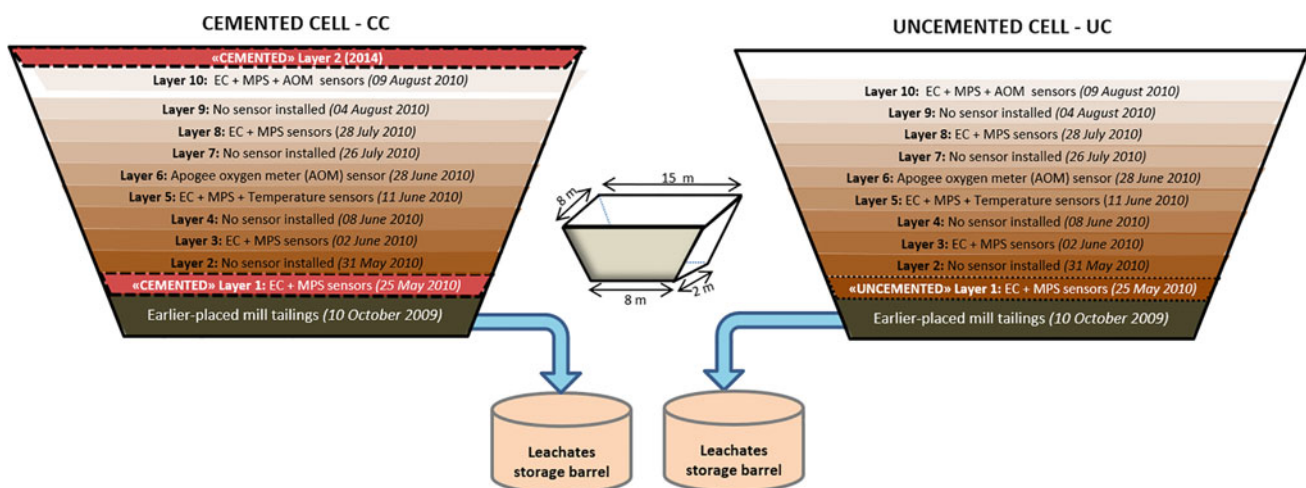 CEMENTED CELL - CC
«CEMENTED» Layer 2 (2014)
Layer 10: EC + MPS + AOM sensors (09 August 2010)
Layer 9: No sensor installed (04 August 2010)
Layer 8: EC + MPS sensors (28 July 2010)
Layer 7: No sensor installed (26 July 2010)
Layer 6: Apogee oxygen meter (AOM) sensor (28 June 2010)
Layer 5: EC + MPS + Temperature sensors (11 June 2010)
Layer 4: No sensor installed (08 June 2010)
Layer 3: EC + MPS sensors (02 June 2010)
Layer 2: No sensor installed (31 May 2010)
«CEMENTED» Layer 1: EC + MPS sensors (25 May 2010)
Earlier-placed mill tailings (10 October 2009)
Leachates
storage barrel
15 m
8 m
8 m
2 m
UNCEMENTED CELL - UC
Layer 10: EC + MPS + AOM sensors (09 August 2010)
Layer 9: No sensor installed (04 August 2010)
Layer 8: EC + MPS sensors (28 July 2010)
Layer 7: No sensor installed (26 July 2010)
Layer 6: Apogee oxygen meter (AOM) sensor (28 June 2010)
Layer 5: EC + MPS + Temperature sensors (11 June 2010)
Layer 4: No sensor installed (08 June 2010)
Layer 3: EC + MPS sensors (02 June 2010)
Layer 2: No sensor installed (31 May 2010)
«UNCEMENTED» Layer 1: EC + MPS sensors (25 May 2010)
Earlier-placed mill tailings (10 October 2009)
Leachates
storage barrel